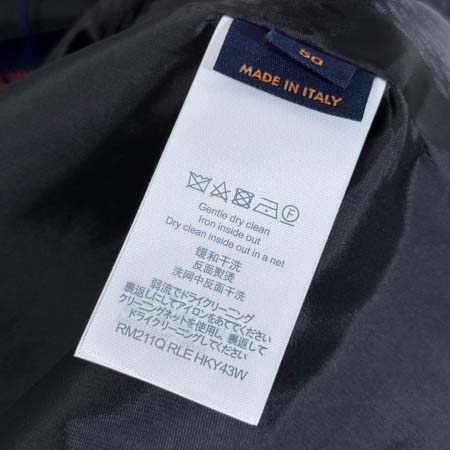 50
MADE IN ITALY
F
Gentle dry clean
Iron inside out
Dry clean inside out in a net
缓和干洗
反面熨烫
洗网中反面干洗
弱流でドライクリーニング
裏返しにしてアイロンをあててください
クリーニングネットを使用し、裏返して
ドライクリーニングしてください
RM211Q RLE HKY43W